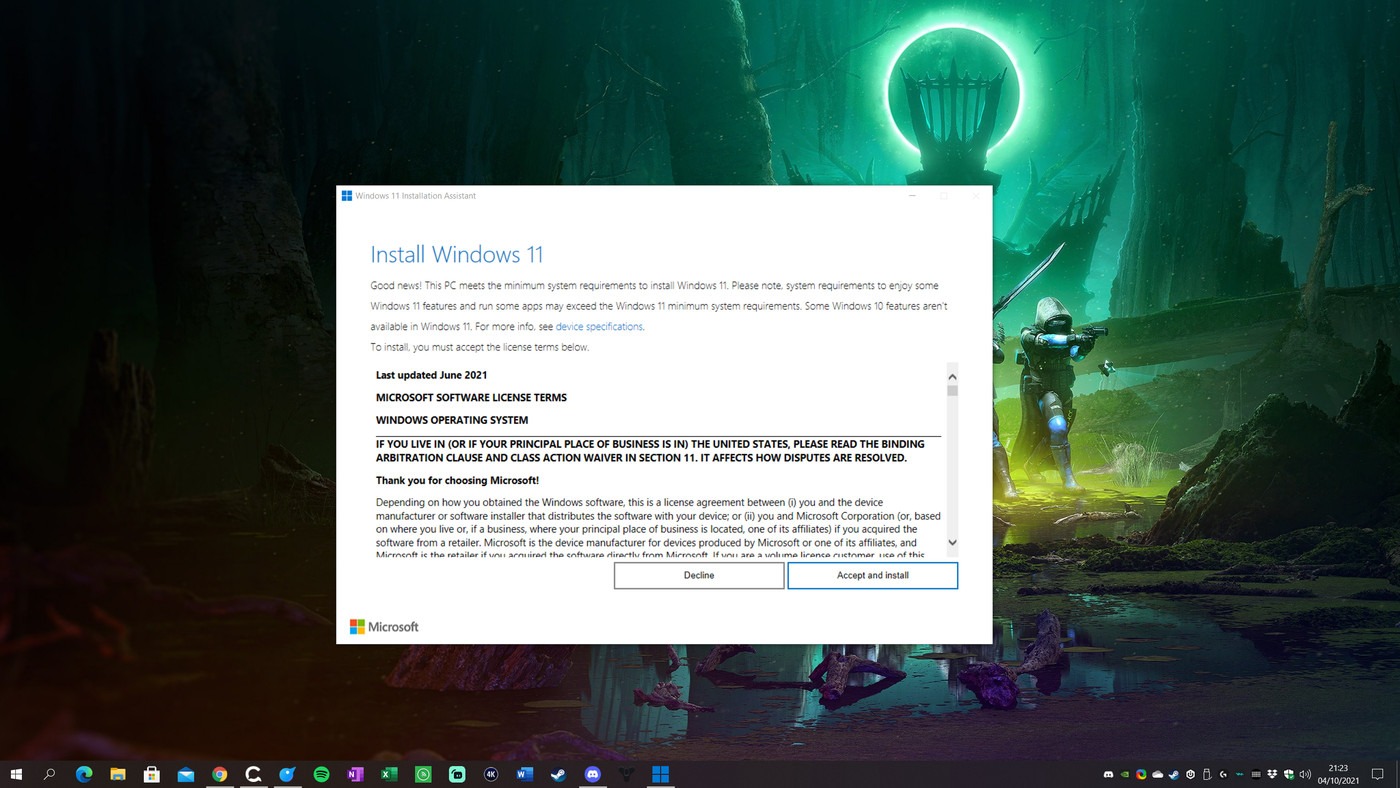 Windows 11 Installation Assistant
Install Windows 11
Good news! This PC meets the minimum system requirements to install Windows 11. Please note, system requirements to enjoy some
Windows 11 features and run some apps may exceed the Windows 11 minimum system requirements. Some Windows 10 features aren't
available in Windows 11. For more info, see device specifications.
To install, you must accept the license terms below.
Last updated June 2021
MICROSOFT SOFTWARE LICENSE TERMS
WINDOWS OPERATING SYSTEM
IF YOU LIVE IN (OR IF YOUR PRINCIPAL PLACE OF BUSINESS IS IN) THE UNITED STATES, PLEASE READ THE BINDING
ARBITRATION CLAUSE AND CLASS ACTION WAIVER IN SECTION 11. IT AFFECTS HOW DISPUTES ARE RESOLVED.
Thank you for choosing Microsoft!
Depending on how you obtained the Windows software, this is a license agreement between (i) you and the device
manufacturer or software installer that distributes the software with your device; or (ii) you and Microsoft Corporation (or, based
on where you live or, if a business, where your principal place of business is located, one of its affiliates) if you acquired the
software from a retailer. Microsoft is the device manufacturer for devices produced by Microsoft or one of its affiliates, and
Microsoft is the retailer if you acquired the software directly from Microsoft. If you are a volume license customer, use of this
Decline
Accept and install
Microsoft
4K
21:23
04/10/2021